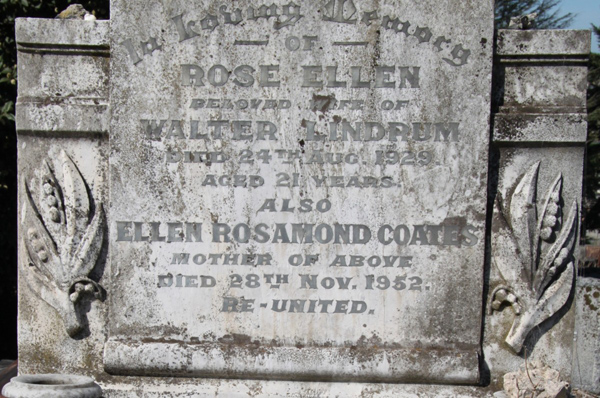 In Loving Memory
OF
ROSE ELLEN
BELOVED WIFE OF
WALTER LINDRUM
DIED 24TH AUG. 1929.
AGED 21 YEARS.
ALSO
ELLEN ROSAMOND COATES
MOTHER OF ABOVE
DIED 28TH NOV. 1952.
RE-UNITED.